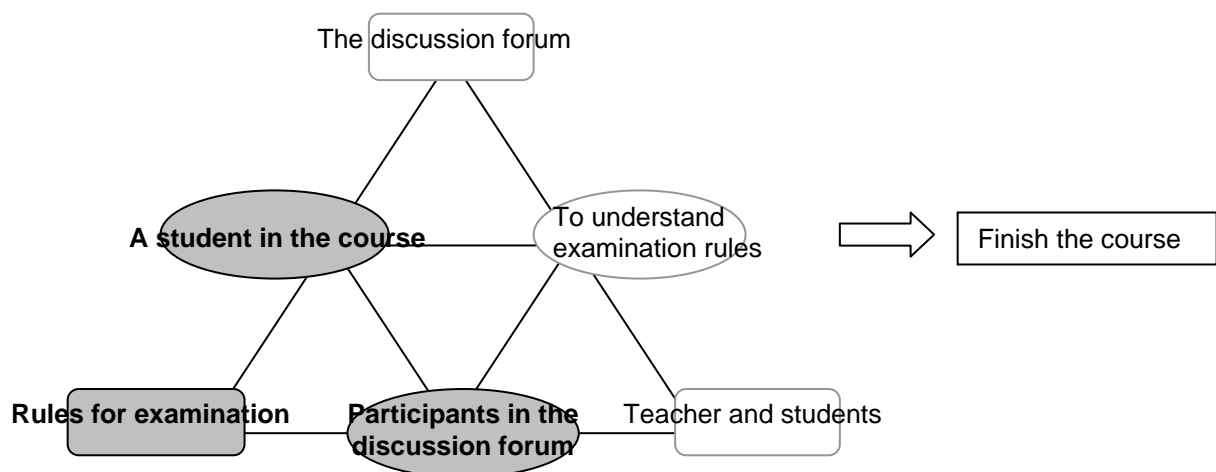 The discussion forum
A student in the course
To understand
examination rules
Finish the course
Rules for examination
Participants in the
discussion forum
Teacher and students